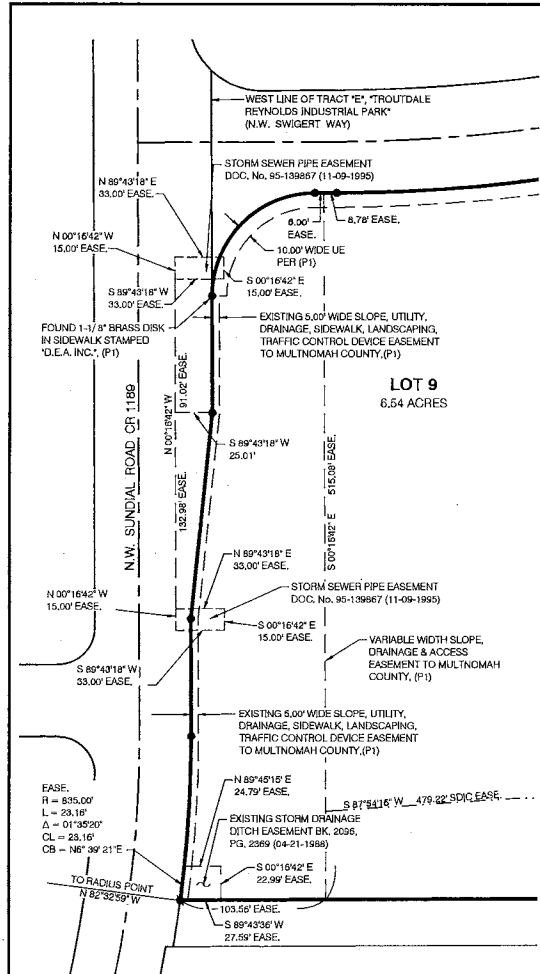 WEST LINE OF TRACT "E", "TROUTDALE
REYNOLDS INDUSTRIAL PARK"
(N.W. SWIGERT WAY)
STORM SEWER PIPE EASEMENT
DOC. No. 95-139867 (11-09-1995)
N 89°43'18" E
33.00' EASE.
6.00'
EASE.
8.78' EASE.
N 00°16'42" W
15.00' EASE.
10.00' WIDE UE
PER (P1)
S 89°43'18" W
33.00' EASE.
S 00°16'42" E
15.00' EASE.
FOUND 1-1/8" BRASS DISK
IN SIDEWALK STAMPED
"D.E.A. INC.", (P1)
EXISTING 5.00' WIDE SLOPE, UTILITY,
DRAINAGE, SIDEWALK, LANDSCAPING,
TRAFFIC CONTROL DEVICE EASEMENT
TO MULTNOMAH COUNTY,(P1)
LOT 9
6.54 ACRES
N.W. SUNDIAL ROAD CR 1189
N 00°16'42" W
91.02' EASE.
132.98' EASE.
S 89°43'18" W
25.01'
S 00°16'42" E
515.08' EASE.
N 89°43'18" E
33.00' EASE.
N 00°16'42" W
15.00' EASE.
STORM SEWER PIPE EASEMENT
DOC. No. 95-139867 (11-09-1995)
S 00°16'42" E
15.00' EASE.
S 89°43'18" W
33.00' EASE.
VARIABLE WIDTH SLOPE,
DRAINAGE & ACCESS
EASEMENT TO MULTNOMAH
COUNTY, (P1)
EXISTING 5.00' WIDE SLOPE, UTILITY,
DRAINAGE, SIDEWALK, LANDSCAPING,
TRAFFIC CONTROL DEVICE EASEMENT
TO MULTNOMAH COUNTY,(P1)
EASE.
R = 835.00'
L = 23.16'
Δ = 01°35'20"
CL = 23.16'
CB = N6° 39' 21"E
N 89°45'15" E
24.79' EASE.
S 87°54'16" W 479.22' SDIC EASE.
EXISTING STORM DRAINAGE
DITCH EASEMENT BK. 2096,
PG. 2369 (04-21-1988)
S 00°16'42" E
22.99' EASE.
TO RADIUS POINT
N 82°32'59" W
103.56' EASE.
S 89°43'36" W
27.59' EASE.